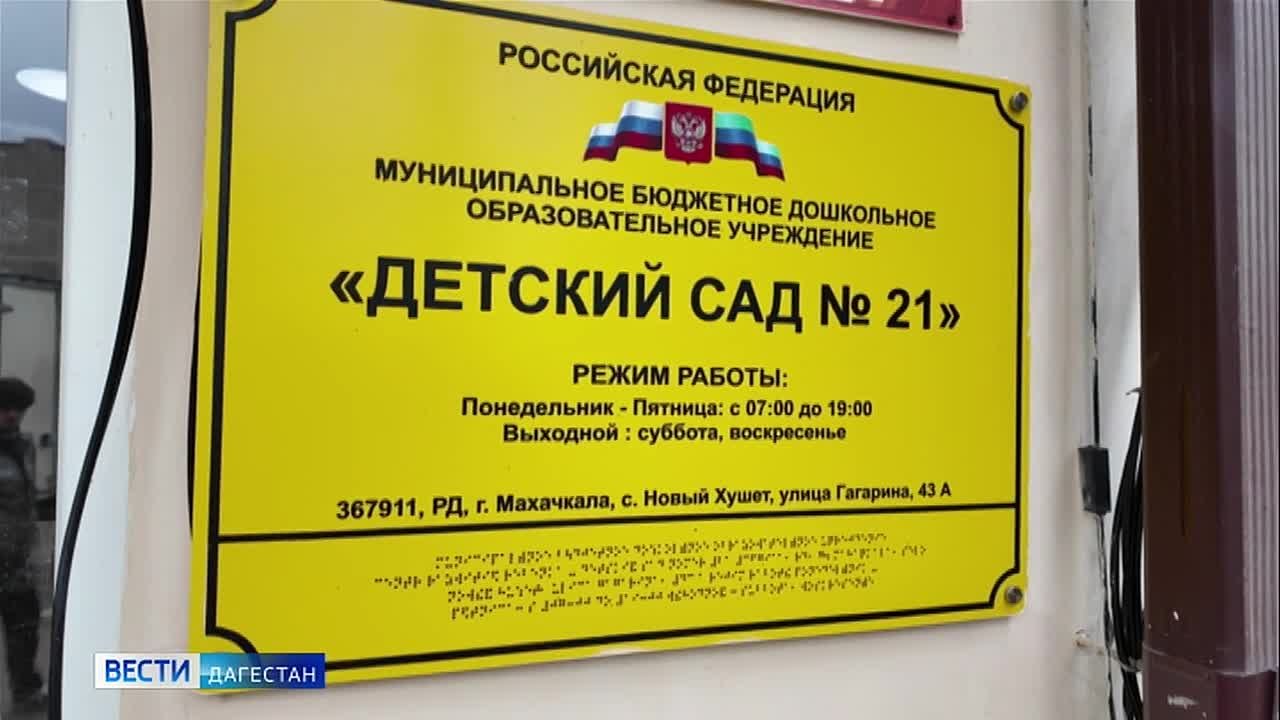 РОССИЙСКАЯ ФЕДЕРАЦИЯ
МУНИЦИПАЛЬНОЕ БЮДЖЕТНОЕ ДОШКОЛЬНОЕ
ОБРАЗОВАТЕЛЬНОЕ УЧРЕЖДЕНИЕ
«ДЕТСКИЙ САД № 21»
РЕЖИМ РАБОТЫ:
Понедельник - Пятница: с 07:00 до 19:00
Выходной : суббота, воскресенье
367911, РД, г. Махачкала, с. Новый Хушет, улица Гагарина, 43 А
ВЕСТИ ДАГЕСТАН